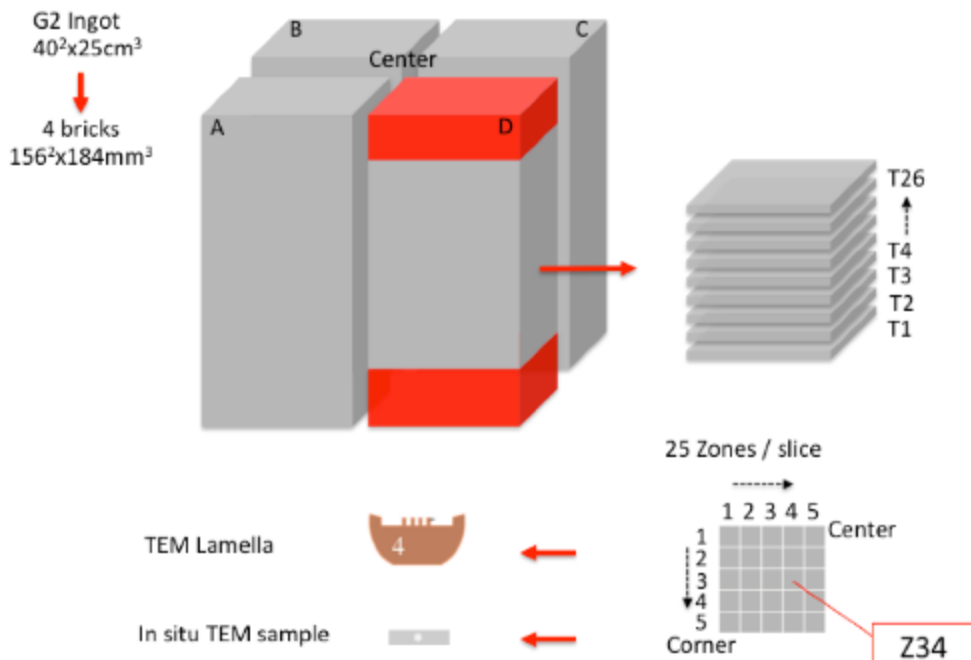 G2 Ingot
40²x25cm³
4 bricks
156²x184mm³
B
C
Center
A
D
T26
T4
T3
T2
T1
25 Zones / slice
1 2 3 4 5
1
2
3
4
5
Center
Corner
Z34
TEM Lamella
4
In situ TEM sample